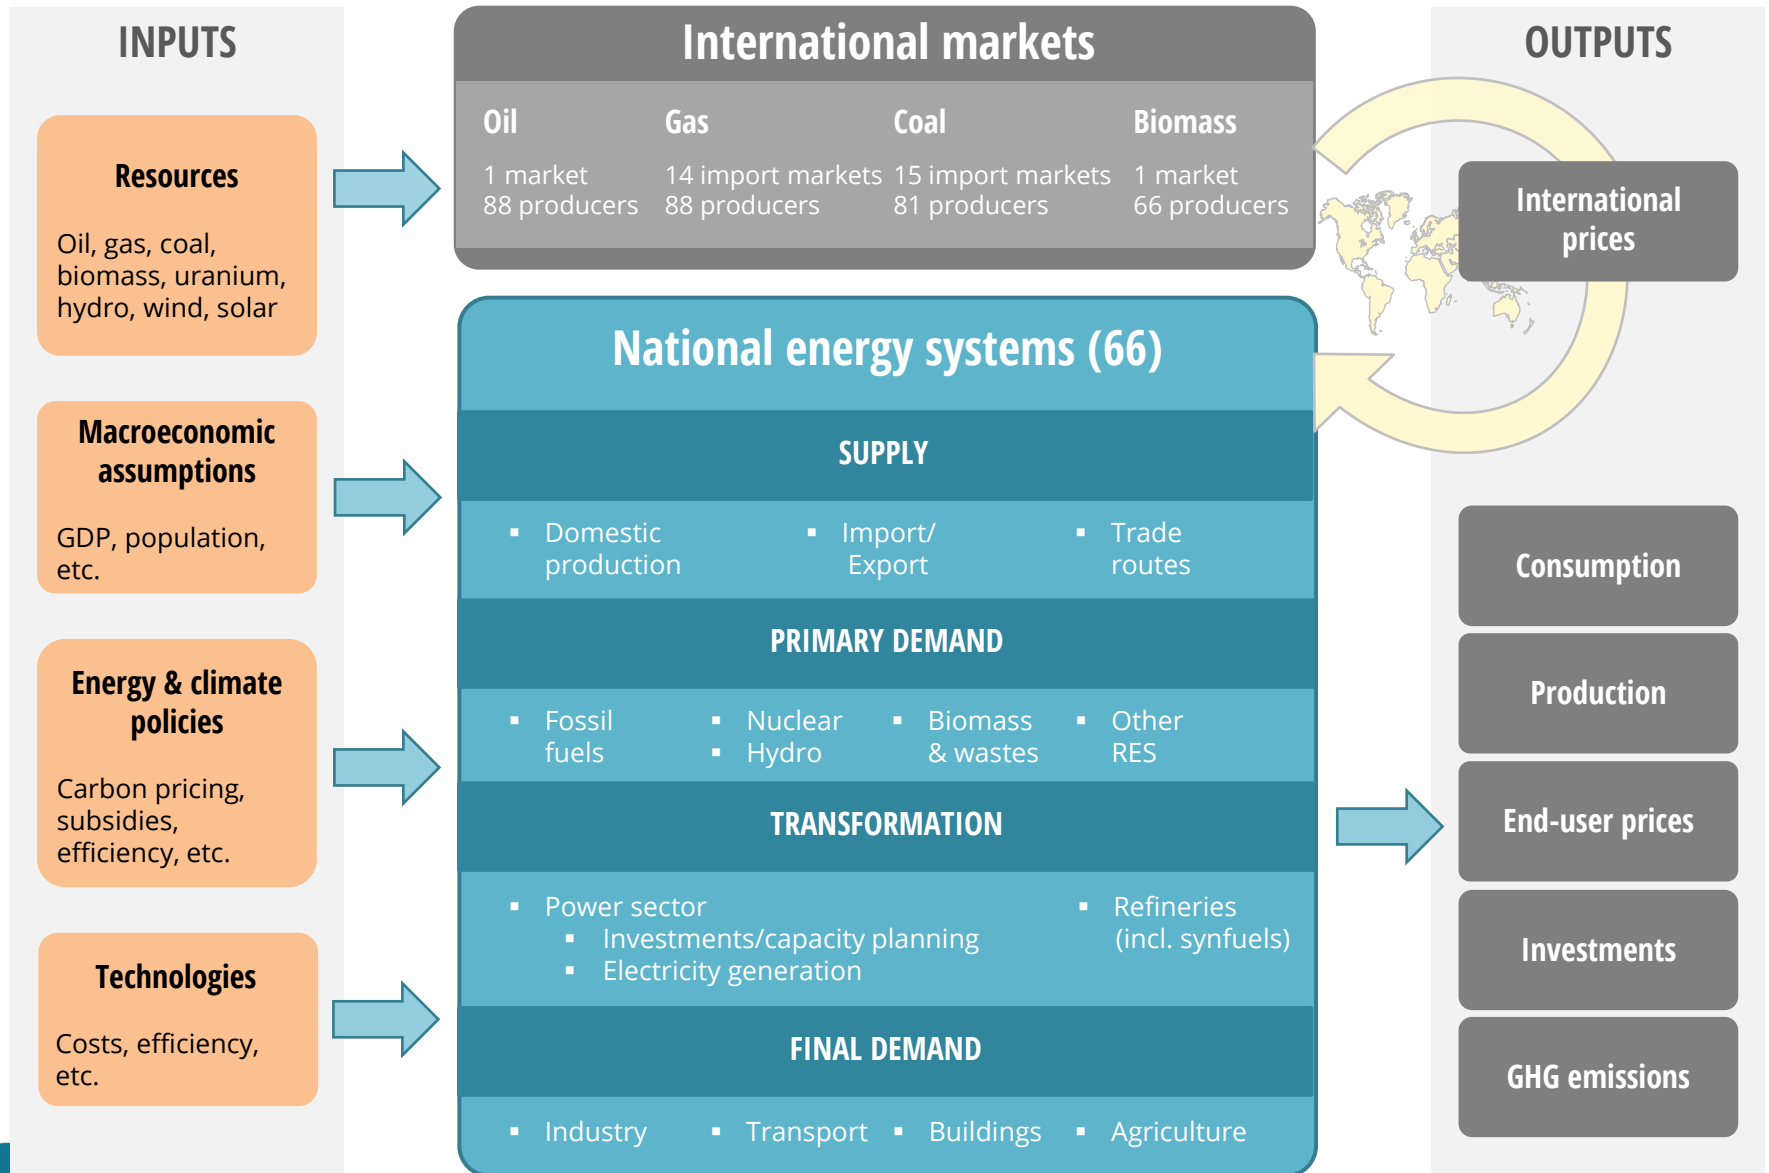 INPUTS
Resources
Oil, gas, coal,
biomass, uranium,
hydro, wind, solar
Macroeconomic
assumptions
GDP, population,
etc.
Energy & climate
policies
Carbon pricing,
subsidies,
efficiency, etc.
Technologies
Costs, efficiency,
etc.
International markets
Oil
1 market
88 producers
Gas
14 import markets
88 producers
Coal
15 import markets
81 producers
Biomass
1 market
66 producers
National energy systems (66)
SUPPLY
▪ Domestic
production
▪ Import/
Export
▪ Trade
routes
PRIMARY DEMAND
▪ Fossil
fuels
▪ Nuclear
▪ Hydro
▪ Biomass
& wastes
▪ Other
RES
TRANSFORMATION
▪ Power sector
▪ Investments/capacity planning
▪ Electricity generation
▪ Refineries
(incl. synfuels)
FINAL DEMAND
▪ Industry
▪ Transport
▪ Buildings
▪ Agriculture
OUTPUTS
International
prices
Consumption
Production
End-user prices
Investments
GHG emissions